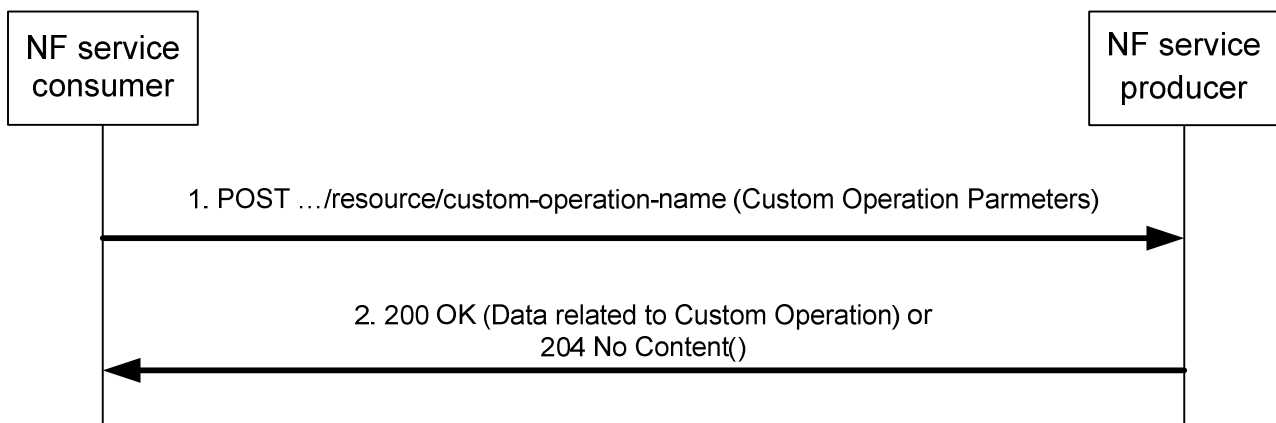 NF service
consumer
NF service
producer
1. POST …/resource/custom-operation-name (Custom Operation Parmeters)
2. 200 OK (Data related to Custom Operation) or
204 No Content()